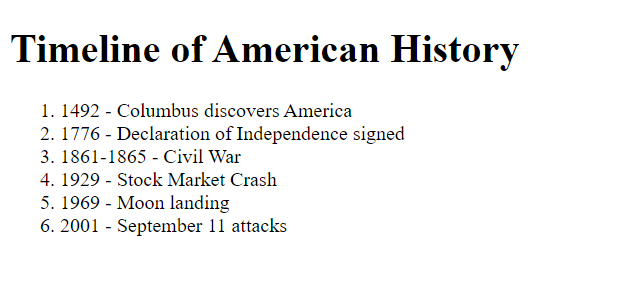 Timeline of American History
1. 1492 - Columbus discovers America
2. 1776 - Declaration of Independence signed
3. 1861-1865 - Civil War
4. 1929 - Stock Market Crash
5. 1969 - Moon landing
6. 2001 - September 11 attacks